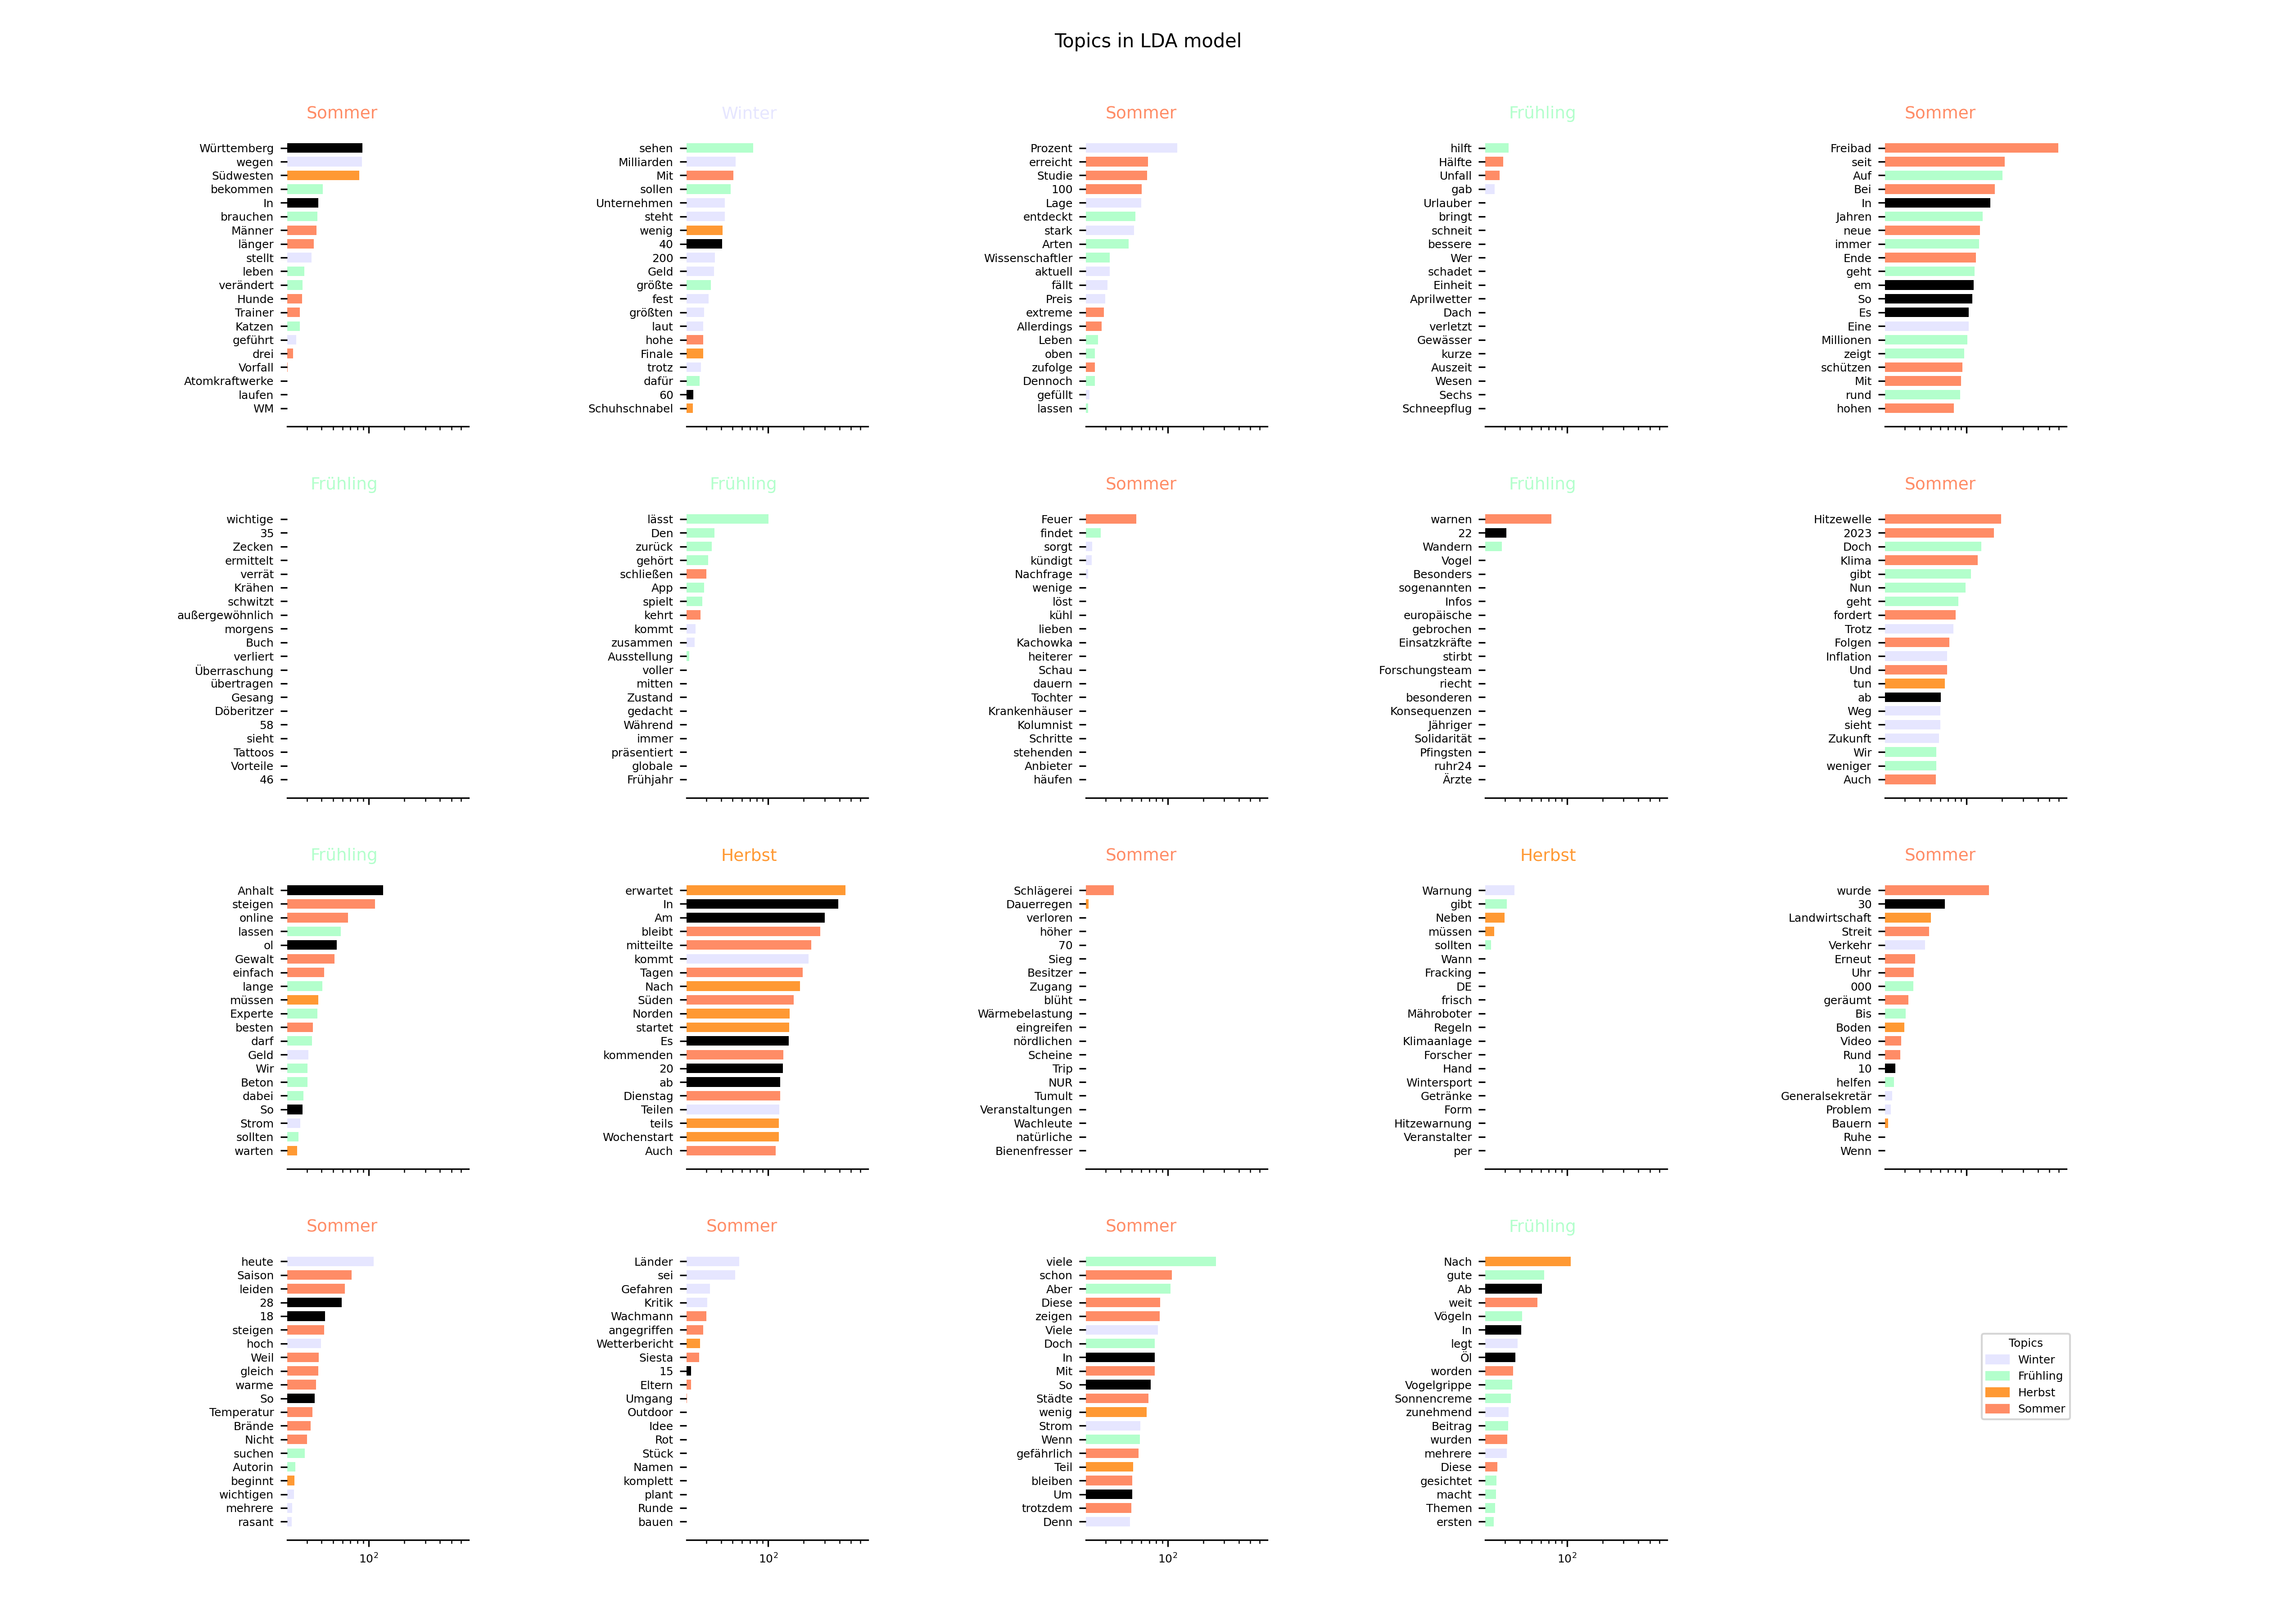 Topics in LDA model
Sommer
Württemberg
wegen
Südwesten
bekommen
In
brauchen
Männer
länger
stellt
leben
verändert
Hunde
Trainer
Katzen
geführt
drei
Vorfall
Atomkraftwerke
laufen
WM
Winter
sehen
Milliarden
Mit
sollen
Unternehmen
steht
wenig
40
200
Geld
größte
fest
größten
laut
hohe
Finale
trotz
dafür
60
Schuhschnabel
Sommer
Prozent
erreicht
Studie
100
Lage
entdeckt
stark
Arten
Wissenschaftler
aktuell
fällt
Preis
extreme
Allerdings
Leben
oben
zufolge
Dennoch
gefüllt
lassen
Frühling
hilft
Hälfte
Unfall
gab
Urlauber
bringt
schneit
bessere
Wer
schadet
Einheit
Aprilwetter
Dach
verletzt
Gewässer
kurze
Auszeit
Wesen
Sechs
Schneepflug
Sommer
Freibad
seit
Auf
Bei
In
Jahren
neue
immer
Ende
geht
em
So
Es
Eine
Millionen
zeigt
schützen
Mit
rund
hohen
Frühling
wichtige
35
Zecken
ermittelt
verrät
Krähen
schwitzt
außergewöhnlich
morgens
Buch
verliert
Überraschung
übertragen
Gesang
Döberitzer
58
sieht
Tattoos
Vorteile
46
Frühling
lässt
Den
zurück
gehört
schließen
App
spielt
kehrt
kommt
zusammen
Ausstellung
voller
mitten
Zustand
gedacht
Während
immer
präsentiert
globale
Frühjahr
Sommer
Feuer
findet
sorgt
kündigt
Nachfrage
wenige
löst
kühl
lieben
Kachowka
heiterer
Schau
dauern
Tochter
Krankenhäuser
Kolumnist
Schritte
stehenden
Anbieter
häufen
Frühling
warnen
22
Wandern
Vogel
Besonders
sogenannten
Infos
europäische
gebrochen
Einsatzkräfte
stirbt
Forschungsteam
riecht
besonderen
Konsequenzen
Jähriger
Solidarität
Pfingsten
ruhr24
Ärzte
Sommer
Hitzewelle
2023
Doch
Klima
gibt
Nun
geht
fordert
Trotz
Folgen
Inflation
Und
tun
ab
Weg
sieht
Zukunft
Wir
weniger
Auch
Frühling
Anhalt
steigen
online
lassen
ol
Gewalt
einfach
lange
müssen
Experte
besten
darf
Geld
Wir
Beton
dabei
So
Strom
sollten
warten
Herbst
erwartet
In
Am
bleibt
mitteilte
kommt
Tagen
Nach
Süden
Norden
startet
Es
kommenden
20
ab
Dienstag
Teilen
teils
Wochenstart
Auch
Sommer
Schlägerei
Dauerregen
verloren
höher
70
Sieg
Besitzer
Zugang
blüht
Wärmebelastung
eingreifen
nördlichen
Scheine
Trip
NUR
Tumult
Veranstaltungen
Wachleute
natürliche
Bienenfresser
Herbst
Warnung
gibt
Neben
müssen
sollten
Wann
Fracking
DE
frisch
Mähroboter
Regeln
Klimaanlage
Forscher
Hand
Wintersport
Getränke
Form
Hitzewarnung
Veranstalter
per
Sommer
wurde
30
Landwirtschaft
Streit
Verkehr
Erneut
Uhr
000
geräumt
Bis
Boden
Video
Rund
10
helfen
Generalsekretär
Problem
Bauern
Ruhe
Wenn
Sommer
heute
Saison
leiden
28
18
steigen
hoch
Weil
gleich
warme
So
Temperatur
Brände
Nicht
suchen
Autorin
beginnt
wichtigen
mehrere
rasant
10²
Sommer
Länder
sei
Gefahren
Kritik
Wachmann
angegriffen
Wetterbericht
Siesta
15
Eltern
Umgang
Outdoor
Idee
Rot
Stück
Namen
komplett
plant
Runde
bauen
10²
Sommer
viele
schon
Aber
Diese
zeigen
Viele
Doch
In
Mit
So
Städte
wenig
Strom
Wenn
gefährlich
Teil
bleiben
Um
trotzdem
Denn
10²
Frühling
Nach
gute
Ab
weit
Vögeln
In
legt
Öl
worden
Vogelgrippe
Sonnencreme
zunehmend
Beitrag
wurden
mehrere
Diese
gesichtet
macht
Themen
ersten
10²
Topics
Winter
Frühling
Herbst
Sommer